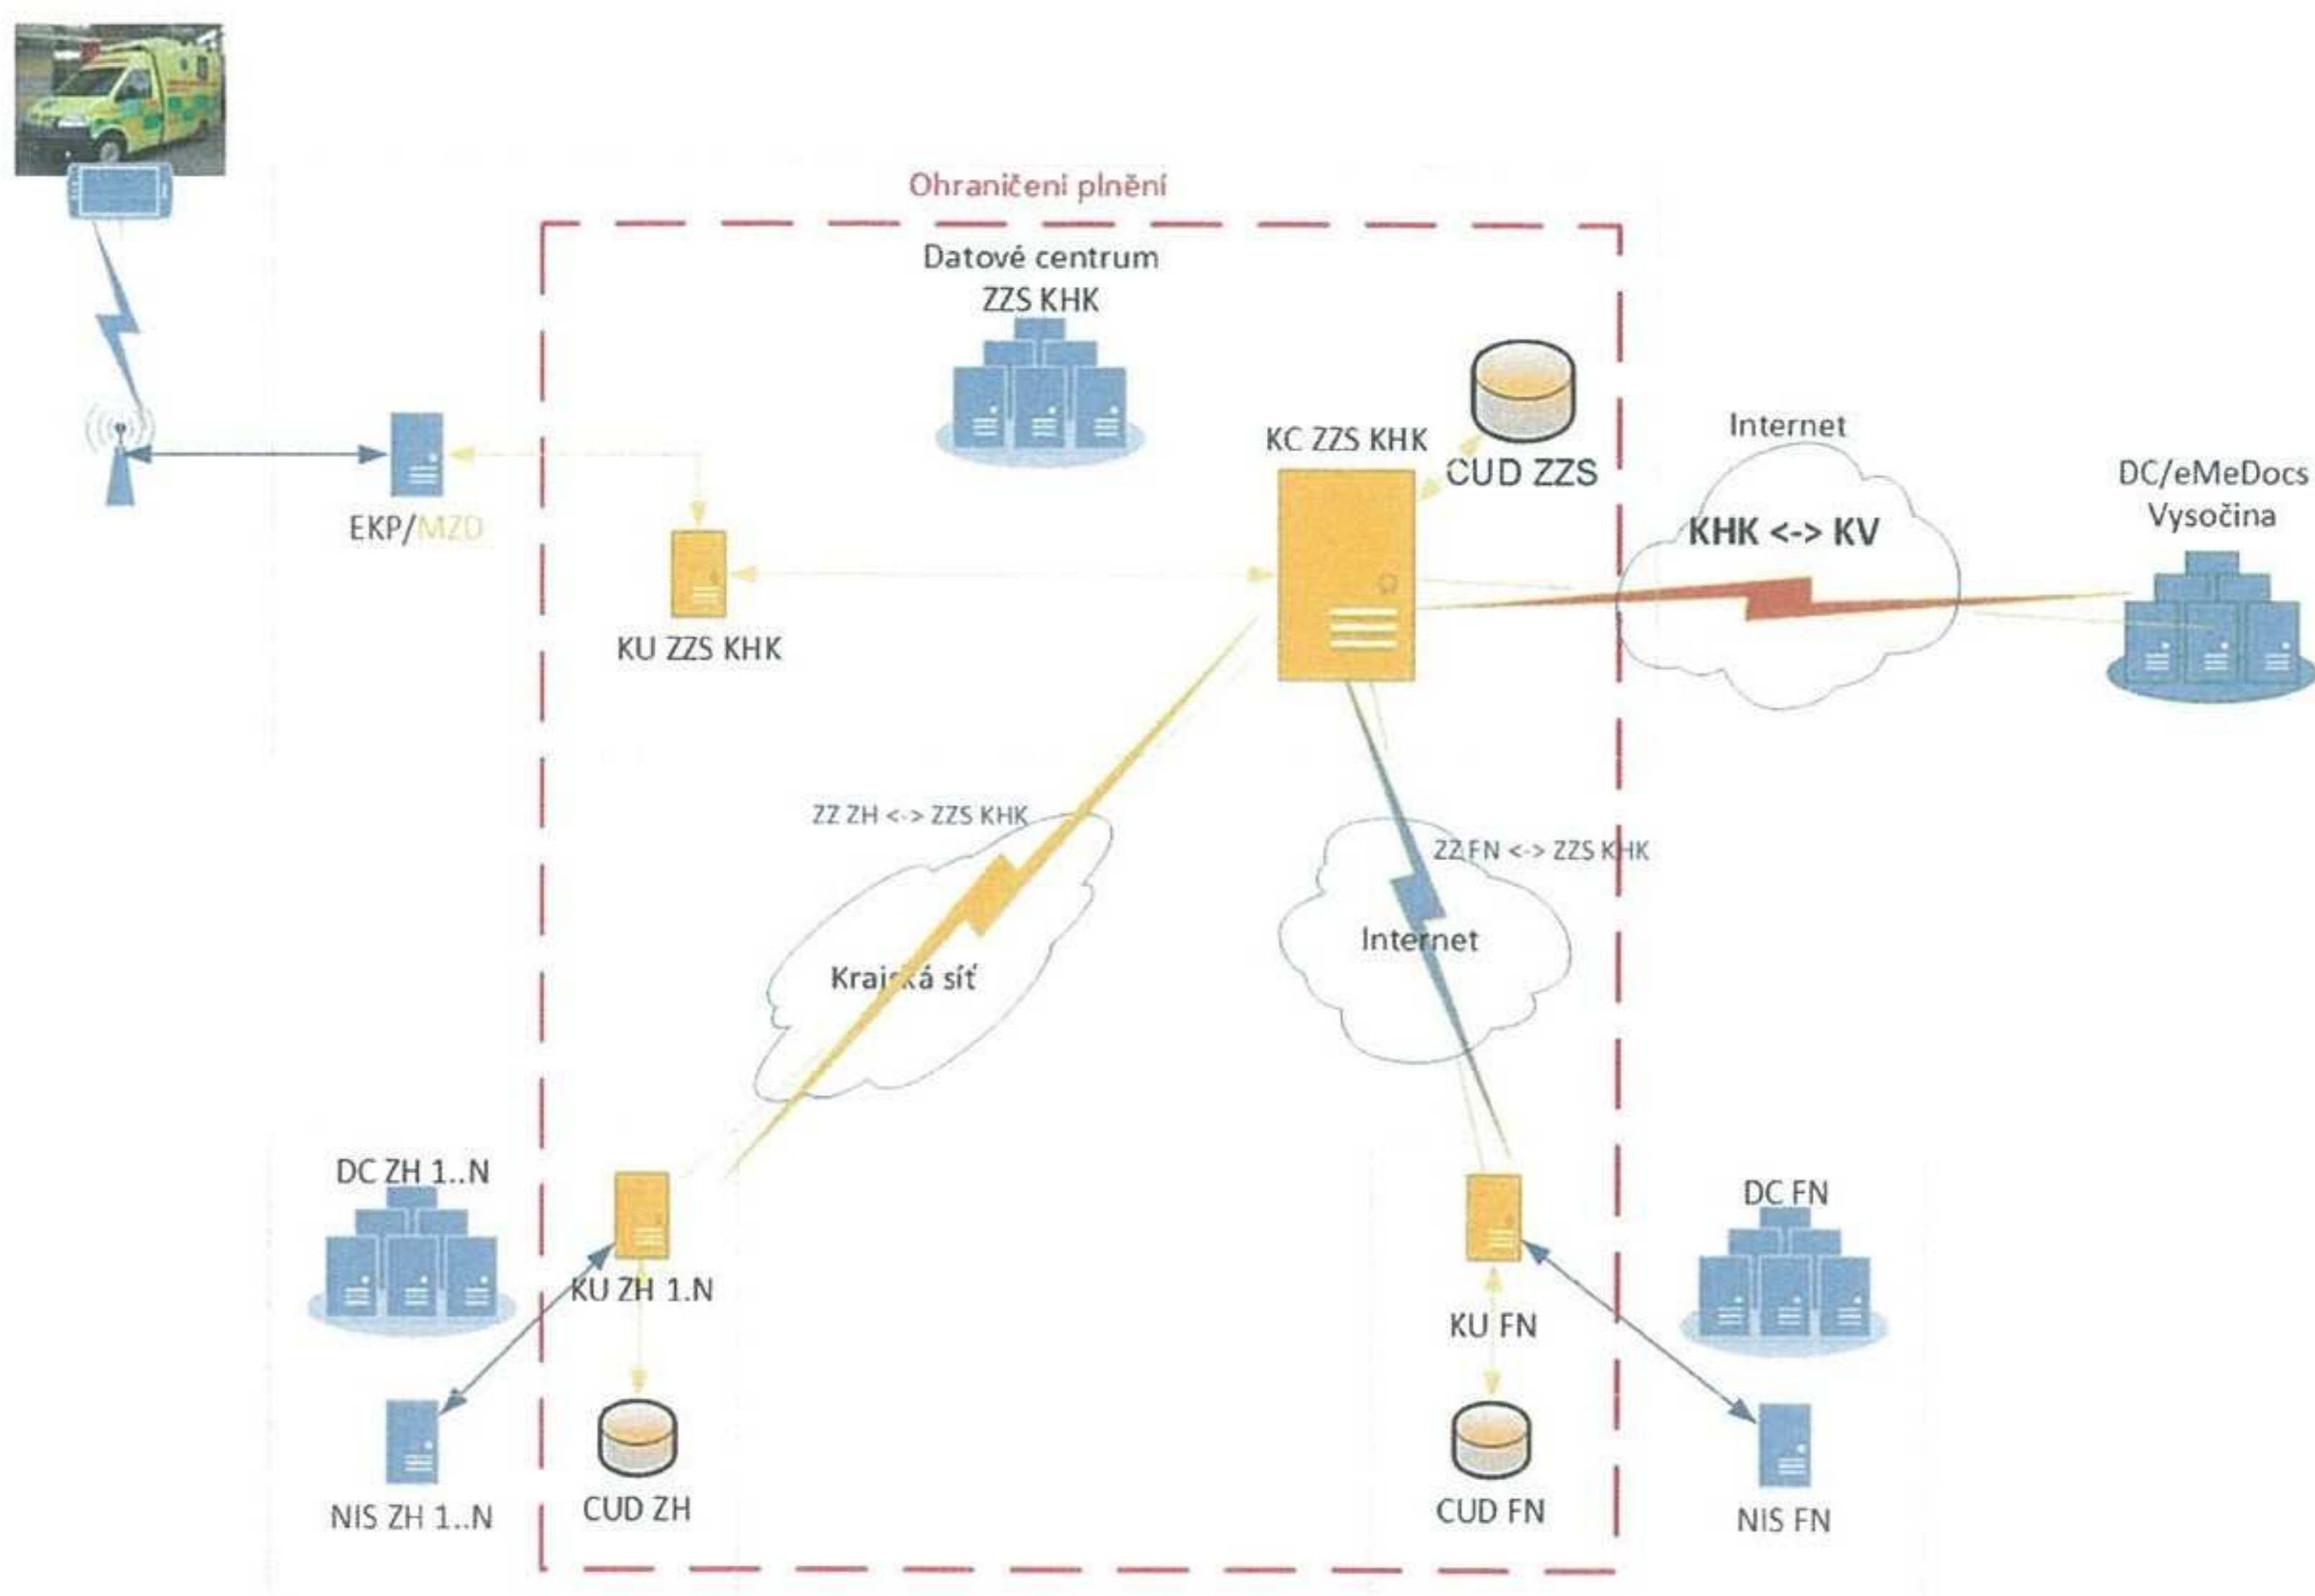 Ohraničení plnění
Datové centrum
ZZS KHK
KC ZZS KHK
CUD ZZS
Internet
KHK <-> KV
DC/eMeDocs
Vysočina
EKP/MZD
KU ZZS KHK
ZZ ZH <-> ZZS KHK
ZZ FN <-> ZZS KHK
Krajská síť
Internet
DC ZH 1..N
KU ZH 1.N
NIS ZH 1..N
CUD ZH
KU FN
DC FN
CUD FN
NIS FN